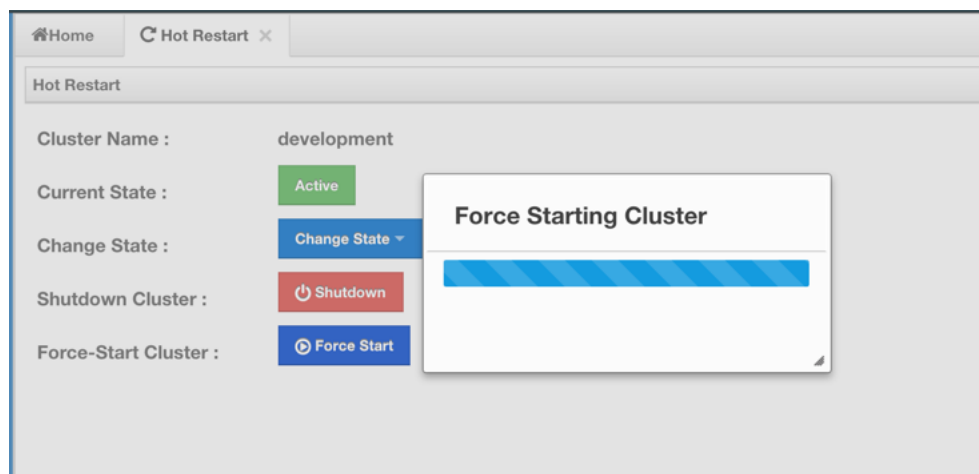 Home
Hot Restart
Hot Restart
Cluster Name :
development
Current State :
Active
Change State :
Change State
Shutdown Cluster :
Shutdown
Force-Start Cluster :
Force Start
Force Starting Cluster